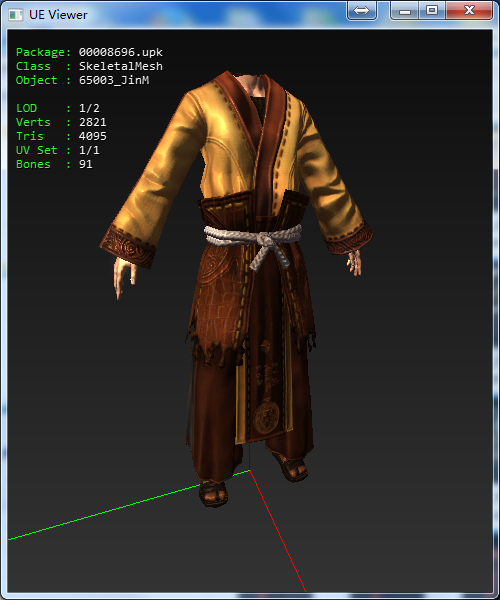 UE Viewer
Package: 00008696.upk
Class : SkeletalMesh
Object : 65003_JinM
LOD : 1/2
Verts : 2821
Tris : 4095
UV Set : 1/1
Bones : 91